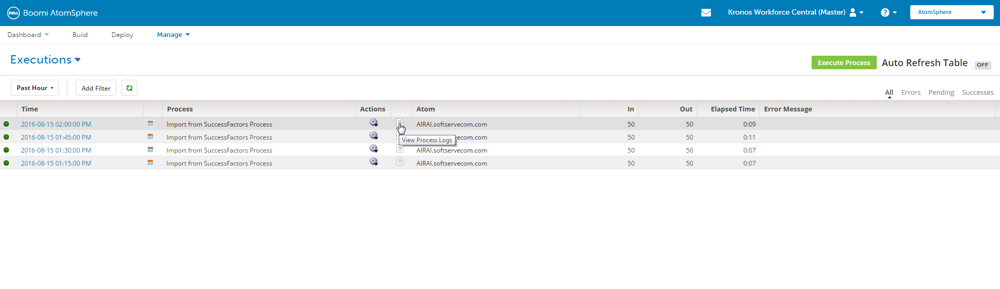 DELL Boomi AtomSphere Kronos Workforce Central (Master) ? AtomSphere
Dashboard Build Deploy Manage
Executions
Execute Process Auto Refresh Table OFF
Past Hour Add Filter
All Errors Pending Successes
Time Process Actions Atom In Out Elapsed Time Error Message
2016-08-15 02:00:00 PM Import from SuccessFactors Process AIRAI.softservecom.com 50 50 0:09
2016-08-15 01:45:00 PM Import from SuccessFactors Process ecom.com 50 50 0:11
View Process Logs
2016-08-15 01:30:00 PM Import from SuccessFactors Process AIRAI.softservecom.com 50 50 0:07
2016-08-15 01:15:00 PM Import from SuccessFactors Process AIRAI.softservecom.com 50 50 0:07